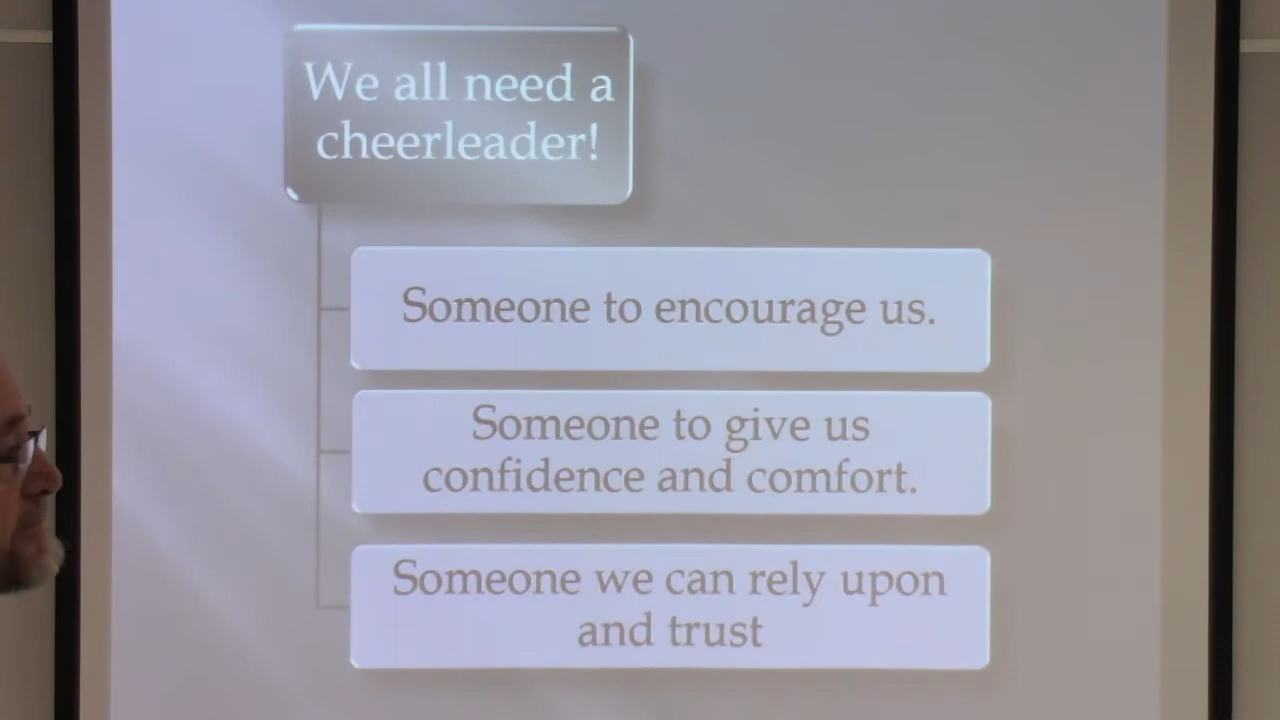 We all need a
cheerleader!
Someone to encourage us.
Someone to give us
confidence and comfort.
Someone we can rely upon
and trust